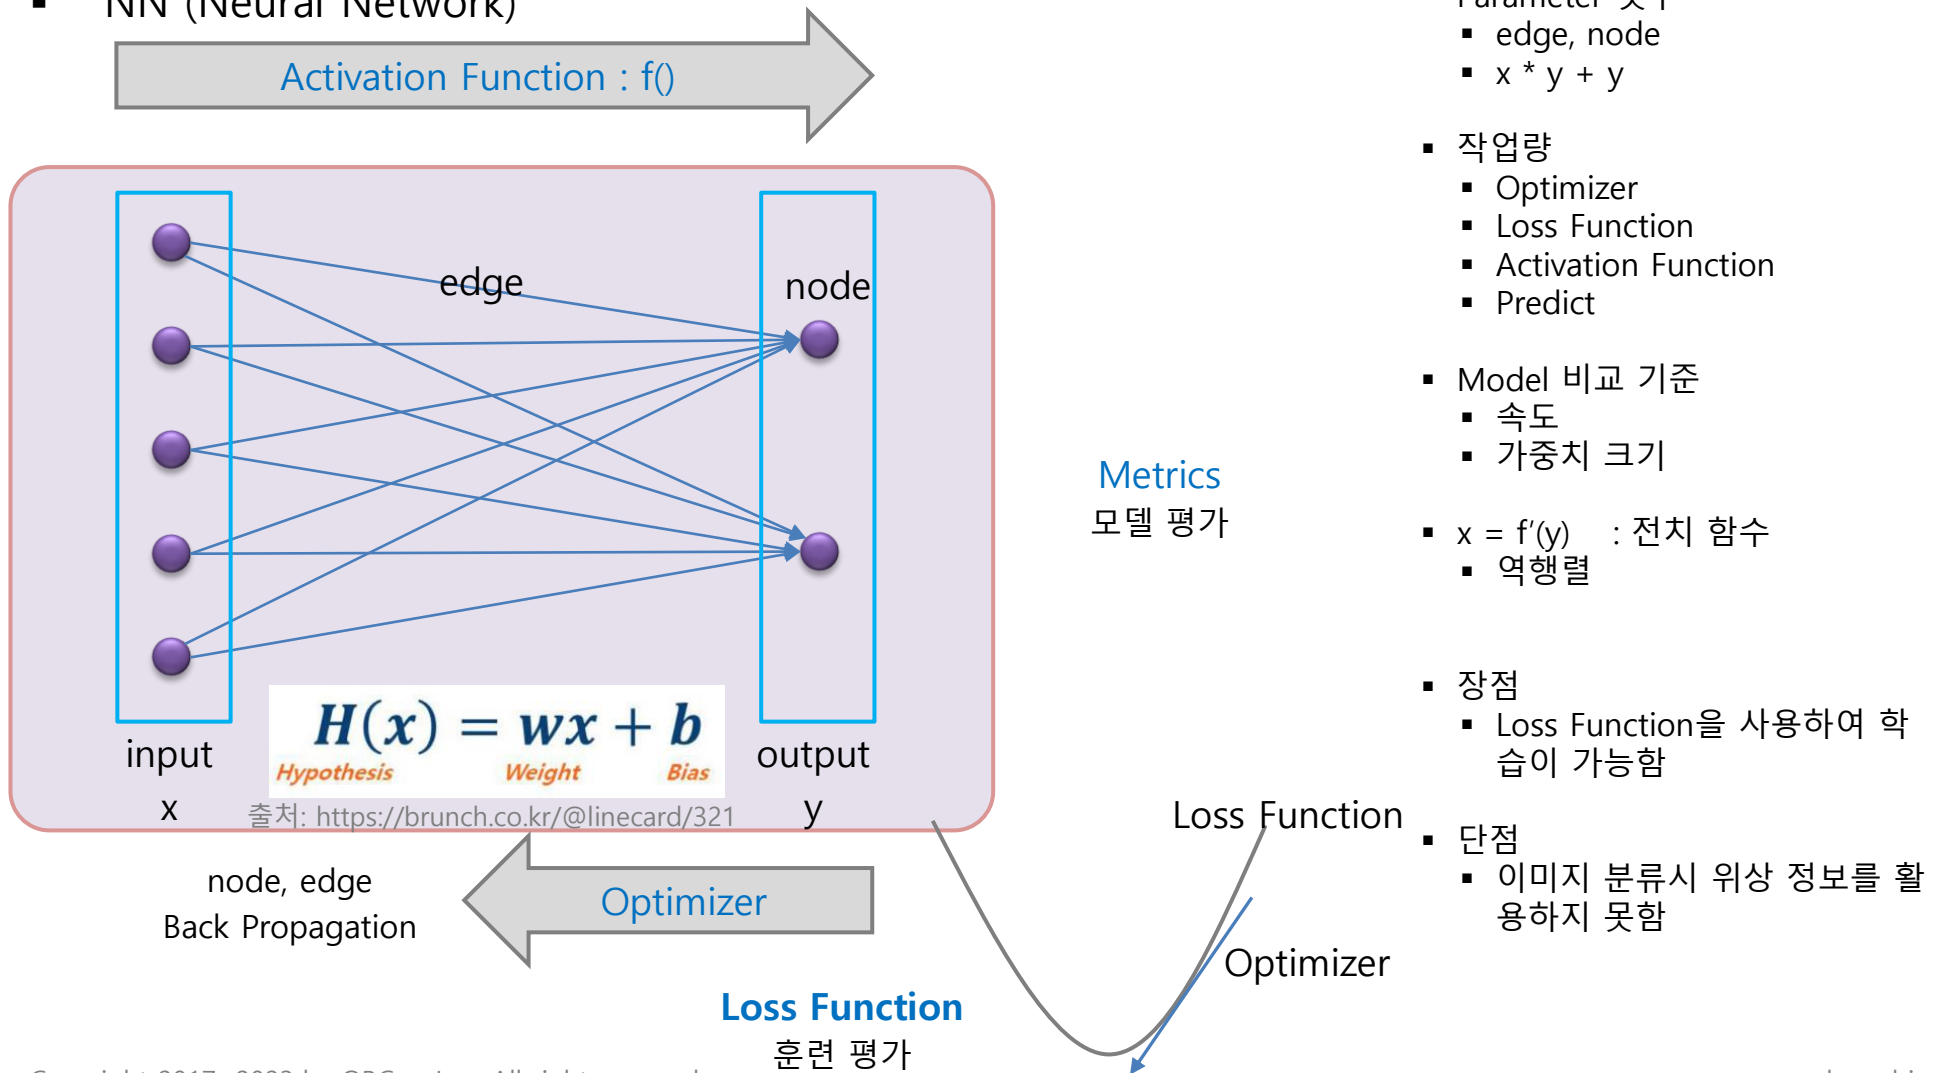 ▪ NN (Neural Network)
Activation Function : f()
edge
node
input
x
H(x) = wx + b
Hypothesis Weight Bias
출처: https://brunch.co.kr/@linecard/321
output
y
node, edge
Back Propagation
Optimizer
Loss Function
훈련 평가
Metrics
모델 평가
Loss Function
Optimizer
Parameter
▪ edge, node
▪ x * y + y
▪ 작업량
▪ Optimizer
▪ Loss Function
▪ Activation Function
▪ Predict
▪ Model 비교 기준
▪ 속도
▪ 가중치 크기
▪ x = f’(y) : 전치 함수
▪ 역행렬
▪ 장점
▪ Loss Function을 사용하여 학
습이 가능함
▪ 단점
▪ 이미지 분류시 위상 정보를 활
용하지 못함